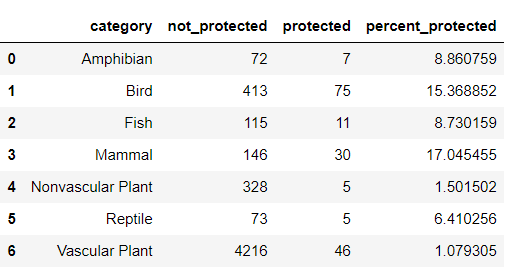 category not_protected protected percent_protected
0 Amphibian 72 7 8.860759
1 Bird 413 75 15.368852
2 Fish 115 11 8.730159
3 Mammal 146 30 17.045455
4 Nonvascular Plant 328 5 1.501502
5 Reptile 73 5 6.410256
6 Vascular Plant 4216 46 1.079305